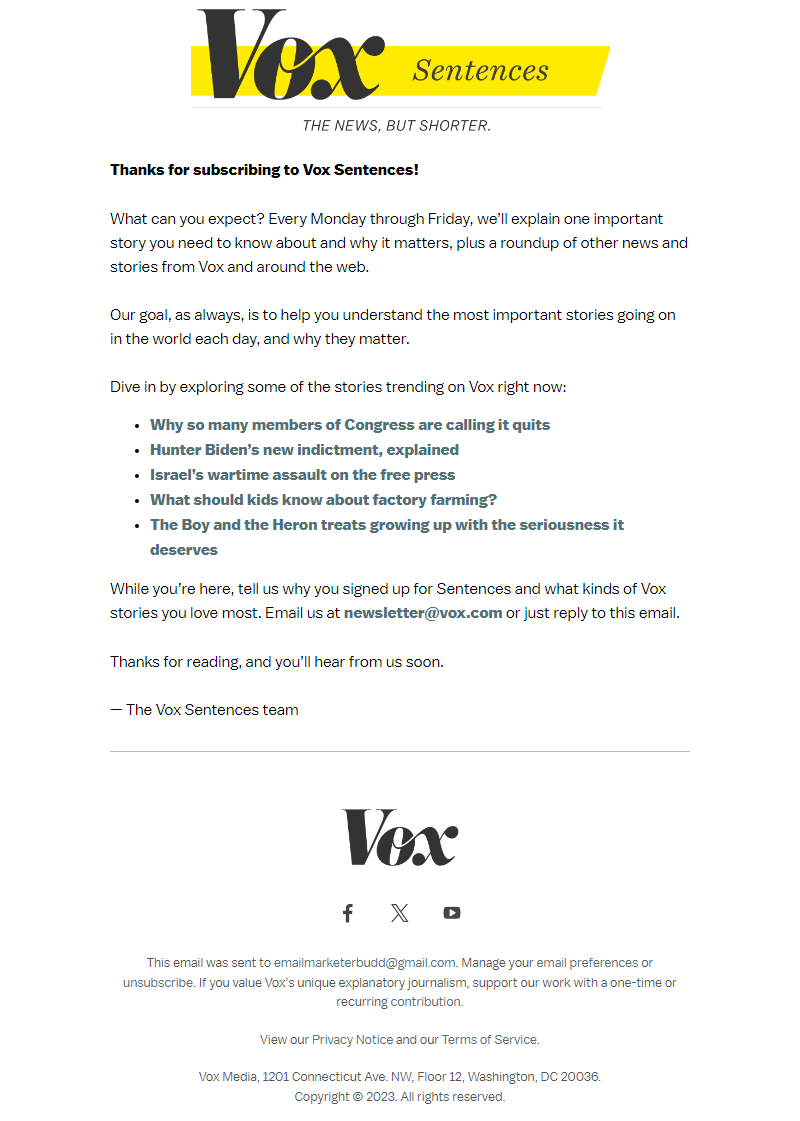 Vox Sentences
THE NEWS, BUT SHORTER.
Thanks for subscribing to Vox Sentences!
What can you expect? Every Monday through Friday, we’ll explain one important
story you need to know about and why it matters, plus a roundup of other news and
stories from Vox and around the web.
Our goal, as always, is to help you understand the most important stories going on
in the world each day, and why they matter.
Dive in by exploring some of the stories trending on Vox right now:
• Why so many members of Congress are calling it quits
• Hunter Biden’s new indictment, explained
• Israel’s wartime assault on the free press
• What should kids know about factory farming?
• The Boy and the Heron treats growing up with the seriousness it
deserves
While you’re here, tell us why you signed up for Sentences and what kinds of Vox
stories you love most. Email us at newsletter@vox.com or just reply to this email.
Thanks for reading, and you’ll hear from us soon.
— The Vox Sentences team
Vox
This email was sent to emailmarketerbudd@gmail.com. Manage your email preferences or
unsubscribe. If you value Vox’s unique explanatory journalism, support our work with a one-time or
recurring contribution.
View our Privacy Notice and our Terms of Service.
Vox Media, 1201 Connecticut Ave. NW, Floor 12, Washington, DC 20036.
Copyright © 2023. All rights reserved.